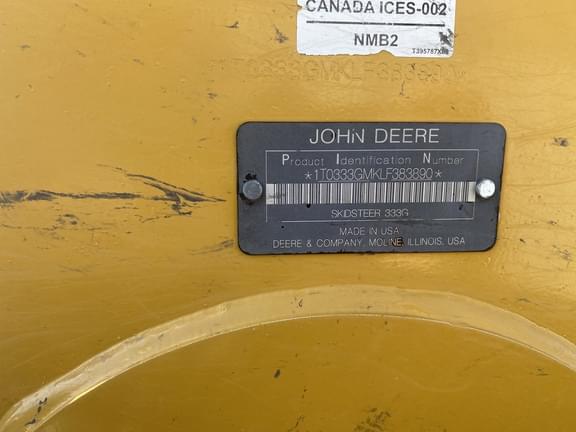 CANADA ICES-002
NMB2
1T0333GMKLF383890
JOHN DEERE
Product Identification Number
*1T0333GMKLF383890*
SKIDSTEER 333G
MADE IN USA
DEERE & COMPANY, MOLINE, ILLINOIS, USA